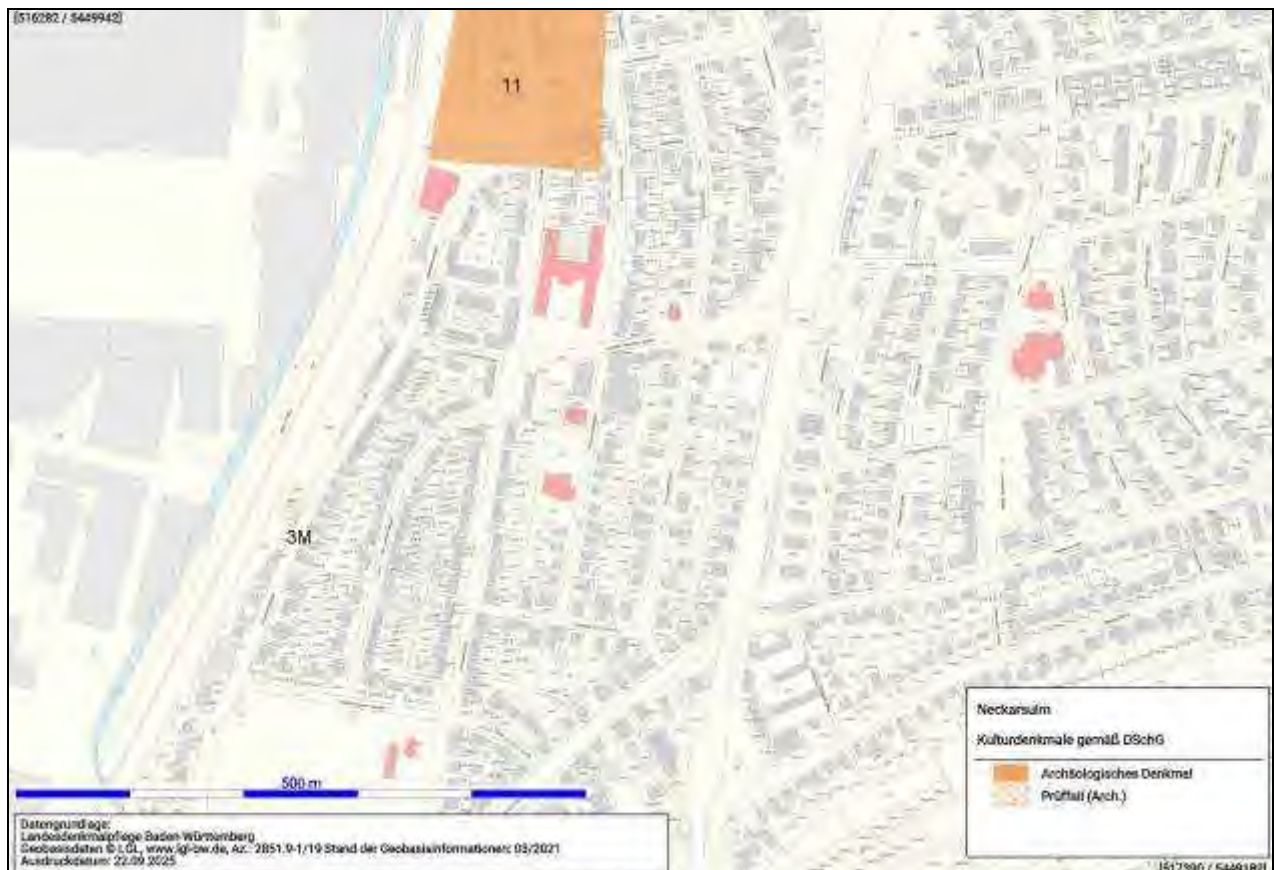 [516282 / 5449942]
11
3M
500 m
Neckarsulm
Kulturdenkmale gemäß DSchG
Archäologisches Denkmal
Prüffall (Arch.)
Datengrundlage:
Landesdenkmalpflege Baden-Württemberg
Geobasisdaten © LGL, www.lgl-bw.de, Az.: 2851.9-1/19 Stand der Geobasisinformationen: 03/2021
Ausdruckdatum: 22.09.2025